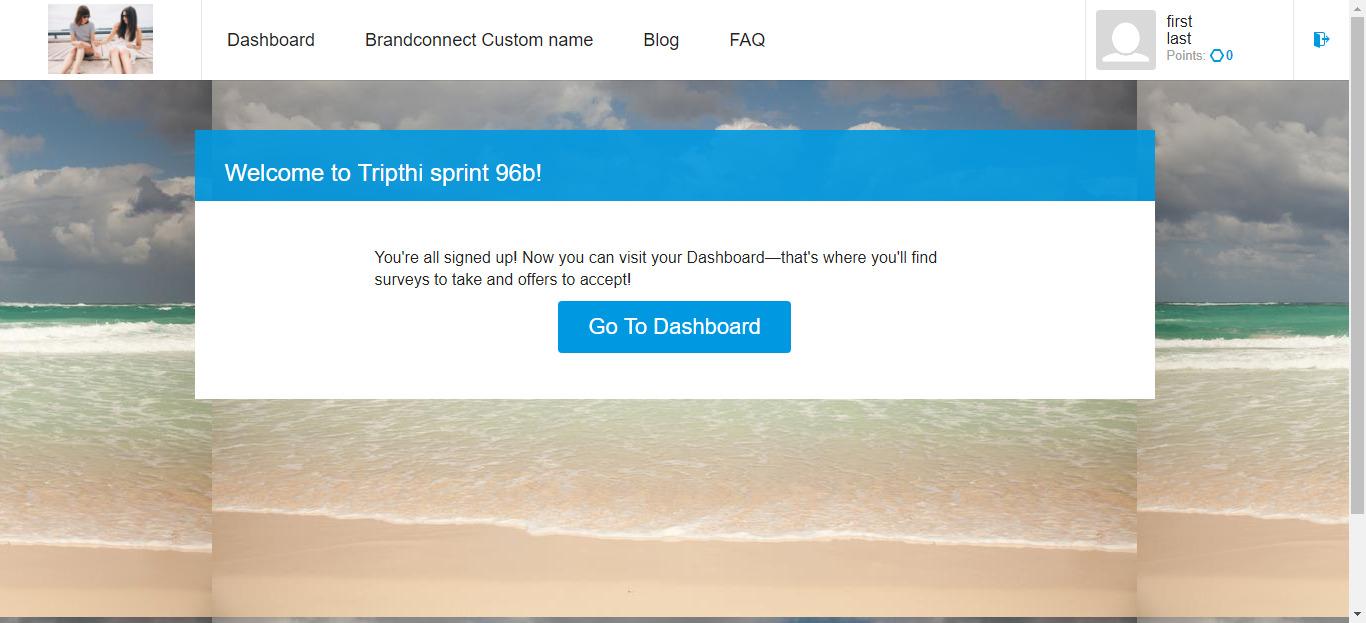 Dashboard
Brandconnect Custom name
Blog
FAQ
first
last
Points: 0
Welcome to Tripthi sprint 96b!
You're all signed up! Now you can visit your Dashboard—that's where you'll find
surveys to take and offers to accept!
Go To Dashboard